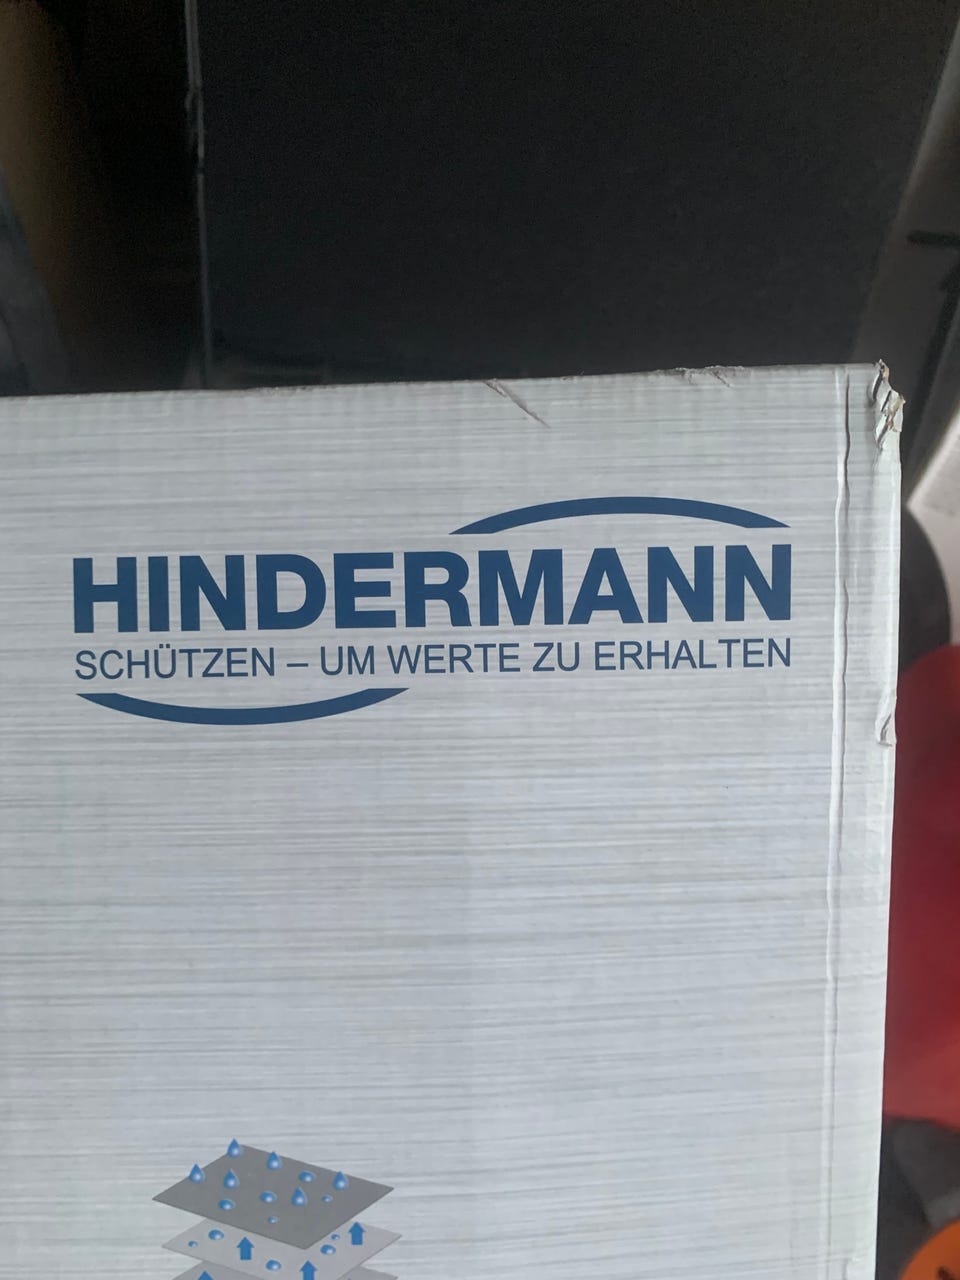 HINDERMANN
SCHÜTZEN – UM WERTE ZU ERHALTEN